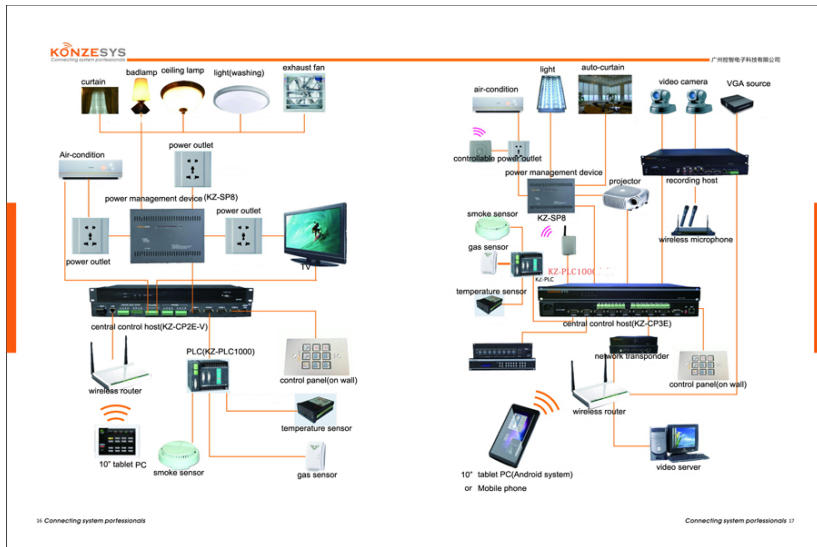 KONZESYS
Connecting system portessionals
广州控智电子科技有限公司
curtain
badlamp
ceiling lamp
light(washing)
exhaust fan
power outlet
Air-condition
power management device(KZ-SP8)
power outlet
power outlet
TV
central control host(KZ-CP2E-V)
PLC(KZ-PLC1000)
control panel(on wall)
wireless router
temperature sensor
10" tablet PC
smoke sensor
gas sensor
16 Connecting system portessionals
air-condition
light
auto-curtain
video camera
VGA source
controllable power outlet
power management device
projector
recording host
smoke sensor
KZ-SP8
gas sensor
wireless microphone
KZ-PLC1000
KZ-PLC
temperature sensor
KONZESYS
central control host(KZ-CP3E)
network transponder
control panel(on wall)
wireless router
10" tablet PC(Android system)
or Mobile phone
video server
Connecting system portessionals 17